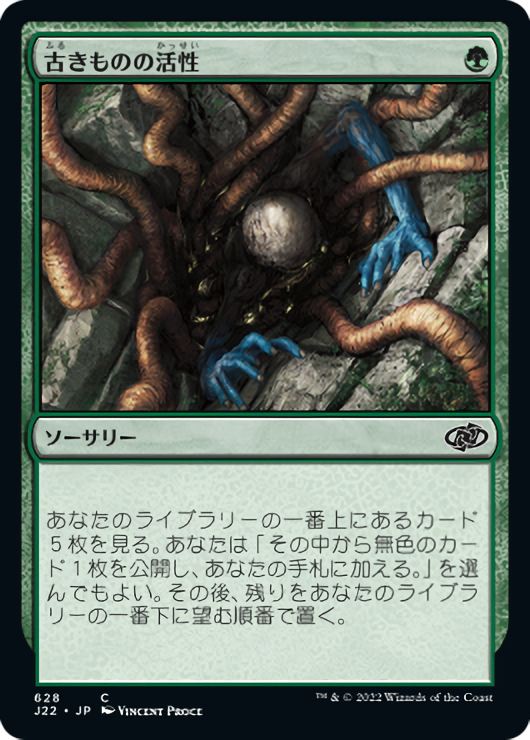 ふる かっせい
古きものの活性
ソーサリー
あなたのライブラリーの一番上にあるカード
５枚を見る。あなたは「その中から無色のカー
ド１枚を公開し、あなたの手札に加える。」を選
んでもよい。その後、残りをあなたのライブラ
リーの一番下に望む順番で置く。
628 C
J22 • JP Vincent Proce
™ & © 2022 Wizards of the Coast